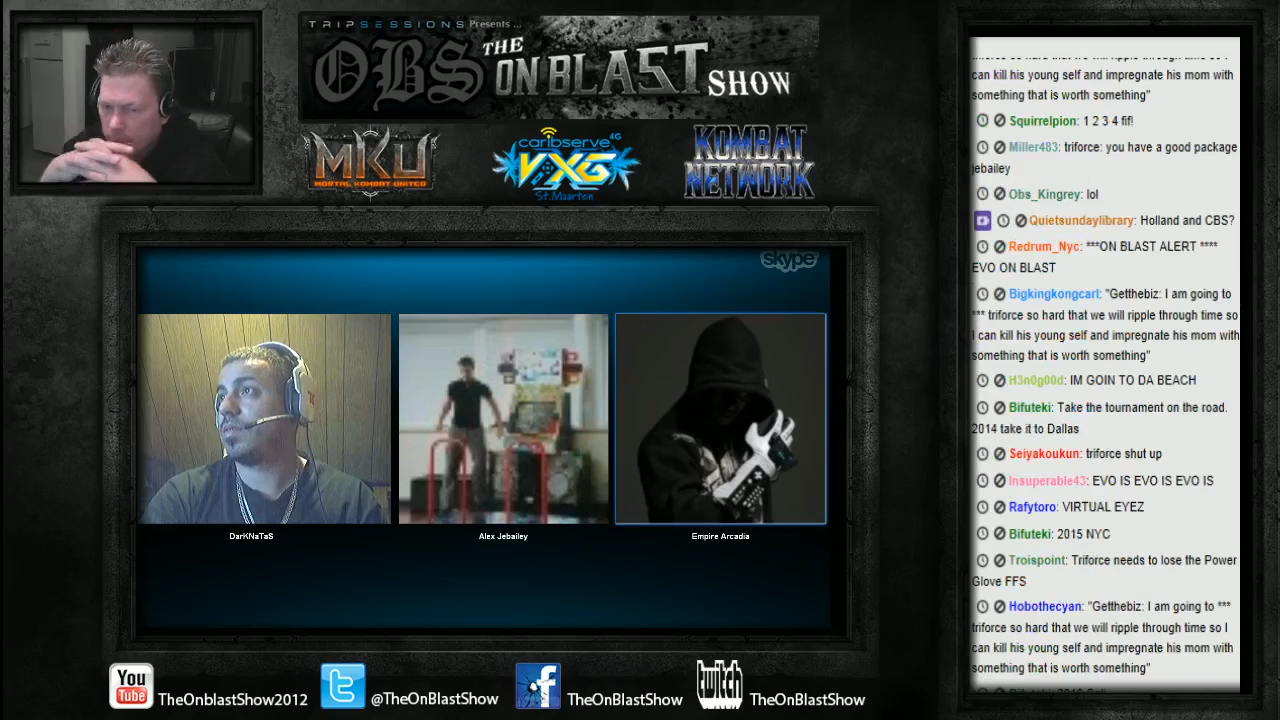 TRIPSESSIONS Presents ...
OBS THE ON BLAST SHOW
MKU
MORTAL KOMBAT UNITED
caribserve 4G
VXG
St.Maarten
KOMBAT
NETWORK
skype
DarKNaTaS
Alex Jebailey
Empire Arcadia
You
Tube
TheOnblastShow2012
@TheOnBlastShow
TheOnBlastShow
twitch
TheOnBlastShow
can kill his young self and impregnate his mom with
something that is worth something"
Squirrelpion: 1 2 3 4 fif!
Miller483: triforce: you have a good package
jebailey
Obs_Kingrey: lol
Quietsundaylibrary: Holland and CBS?
Redrum_Nyc: ***ON BLAST ALERT ****
EVO ON BLAST
Bigkingkongcarl: "Getthebiz: I am going to
*** triforce so hard that we will ripple through time so
I can kill his young self and impregnate his mom with
something that is worth something"
H3n0g00d: IM GOIN TO DA BEACH
Bifuteki: Take the tournament on the road.
2014 take it to Dallas
Seiyakoukun: triforce shut up
Insuperable43: EVO IS EVO IS EVO IS
Rafytoro: VIRTUAL EYEZ
Bifuteki: 2015 NYC
Troispoint: Triforce needs to lose the Power
Glove FFS
Hobothecyan: "Getthebiz: I am going to ***
triforce so hard that we will ripple through time so I
can kill his young self and impregnate his mom with
something that is worth something"